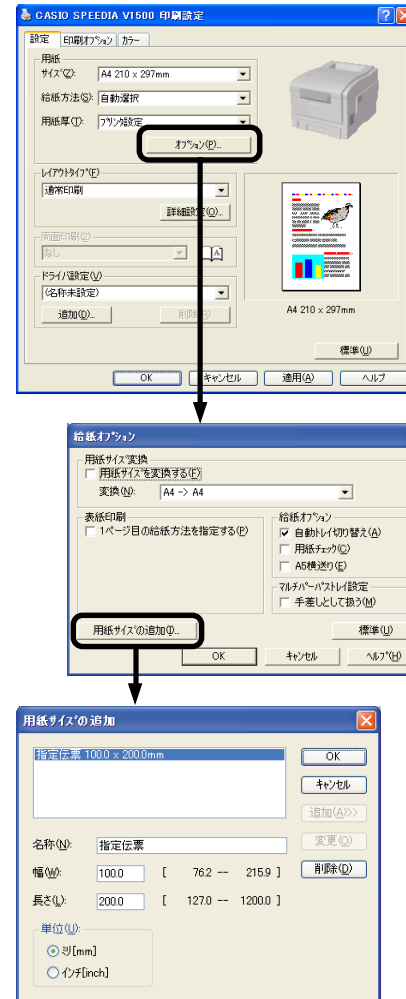 CASIO SPEEDIA V1500 印刷設定
設定 印刷ｵﾌﾟｼｮﾝ カラー
用紙
サイズ(Z): A4 210 x 297mm
給紙方法(S): 自動選択
用紙厚(T): ﾌﾟﾘﾝﾀ設定
ｵﾌﾟｼｮﾝ(P)...
ﾚｲｱｳﾄﾀｲﾌﾟ(E)
通常印刷
詳細設定(O)...
両面印刷(2)
なし
ドライバ設定(V)
(名称未設定)
追加(D)... 削除
A4 210 x 297mm
標準(U)
OK キャンセル 適用(A) ヘルプ
給紙ｵﾌﾟｼｮﾝ
用紙サイズ変換
用紙サイズを変換する(F)
変換(N): A4 -> A4
表紙印刷
1ページ目の給紙方法を指定する(P)
給紙ｵﾌﾟｼｮﾝ
自動ﾄﾚｲ切り替え(A)
用紙ﾁｪｯｸ(C)
A5横送り(E)
ﾏﾙﾁﾊﾟｰﾊﾟｽﾄﾚｲ設定
手差しとして扱う(M)
用紙サイズの追加(I)...
標準(U)
OK キャンセル ﾍﾙﾌﾟ(H)
用紙サイズの追加
指定伝票 100.0 x 200.0mm
OK
キャンセル
追加(A)>>
名称(N): 指定伝票
変更(O)
幅(W): 100.0 [ 76.2 -- 215.9 ]
削除(D)
長さ(L): 200.0 [ 127.0 -- 1200.0 ]
単位(U):
ミリ[mm]
インチ[inch]